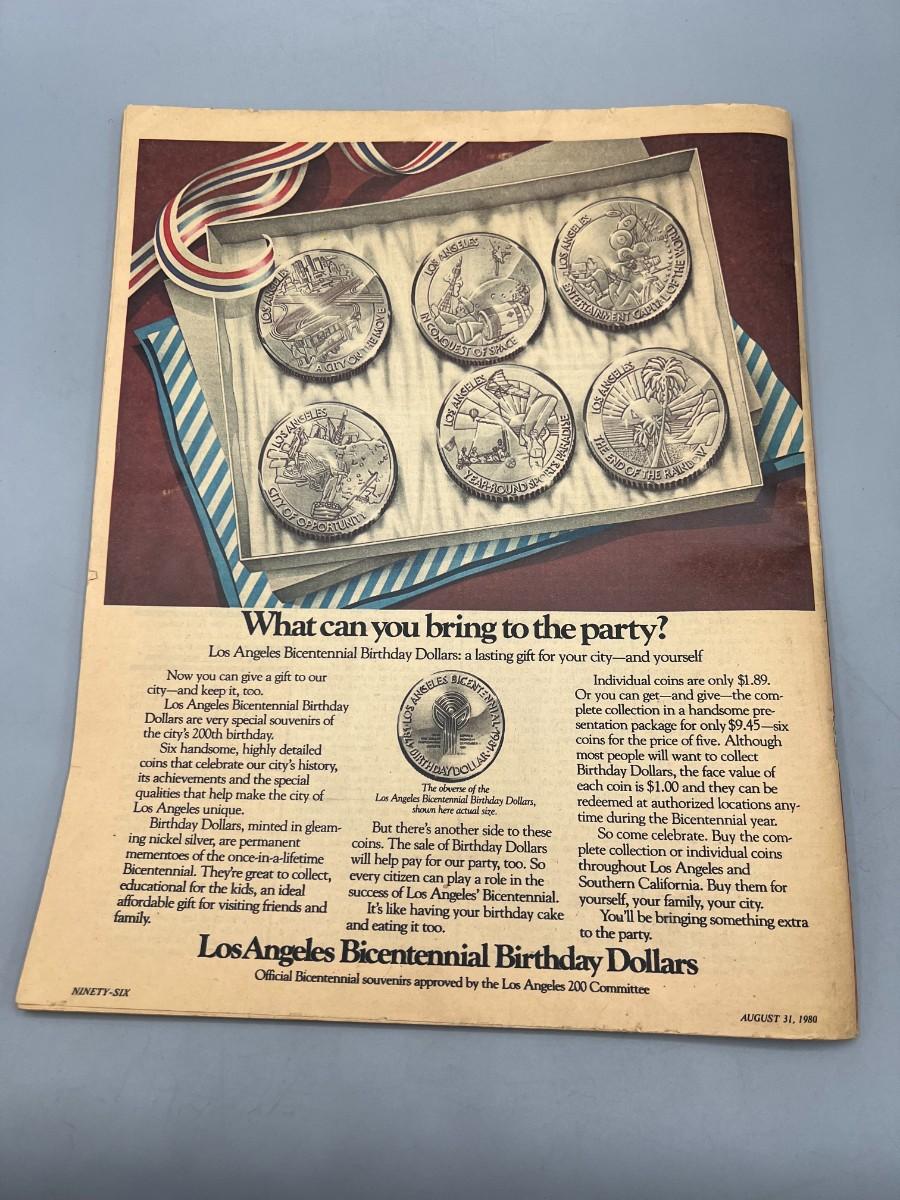 LOS ANGELES
A CITY ON THE MOVE
LOS ANGELES
IN CONQUEST OF SPACE
LOS ANGELES
ENTERTAINMENT CAPITAL OF THE WORLD
LOS ANGELES
CITY OF OPPORTUNITY
LOS ANGELES
YEAR-ROUND SPORTS PARADISE
LOS ANGELES
THE END OF THE RAINBOW
What can you bring to the party?
Los Angeles Bicentennial Birthday Dollars: a lasting gift for your city—and yourself
Now you can give a gift to our
city—and keep it, too.
Los Angeles Bicentennial Birthday
Dollars are very special souvenirs of
the city's 200th birthday.
Six handsome, highly detailed
coins that celebrate our city's history,
its achievements and the special
qualities that help make the city of
Los Angeles unique.
Birthday Dollars, minted in gleam-
ing nickel silver, are permanent
mementoes of the once-in-a-lifetime
Bicentennial. They're great to collect,
educational for the kids, an ideal
affordable gift for visiting friends and
family.
LOS ANGELES BICENTENNIAL
1781 1981
BIRTHDAY DOLLAR
The obverse of the
Los Angeles Bicentennial Birthday Dollars,
shown here actual size.
But there's another side to these
coins. The sale of Birthday Dollars
will help pay for our party, too. So
every citizen can play a role in the
success of Los Angeles' Bicentennial.
It's like having your birthday cake
and eating it too.
Individual coins are only $1.89.
Or you can get—and give—the com-
plete collection in a handsome pre-
sentation package for only $9.45—six
coins for the price of five. Although
most people will want to collect
Birthday Dollars, the face value of
each coin is $1.00 and they can be
redeemed at authorized locations any-
time during the Bicentennial year.
So come celebrate. Buy the com-
plete collection or individual coins
throughout Los Angeles and
Southern California. Buy them for
yourself, your family, your city.
You'll be bringing something extra
to the party.
Los Angeles Bicentennial Birthday Dollars
Official Bicentennial souvenirs approved by the Los Angeles 200 Committee
NINETY-SIX
AUGUST 31, 1980